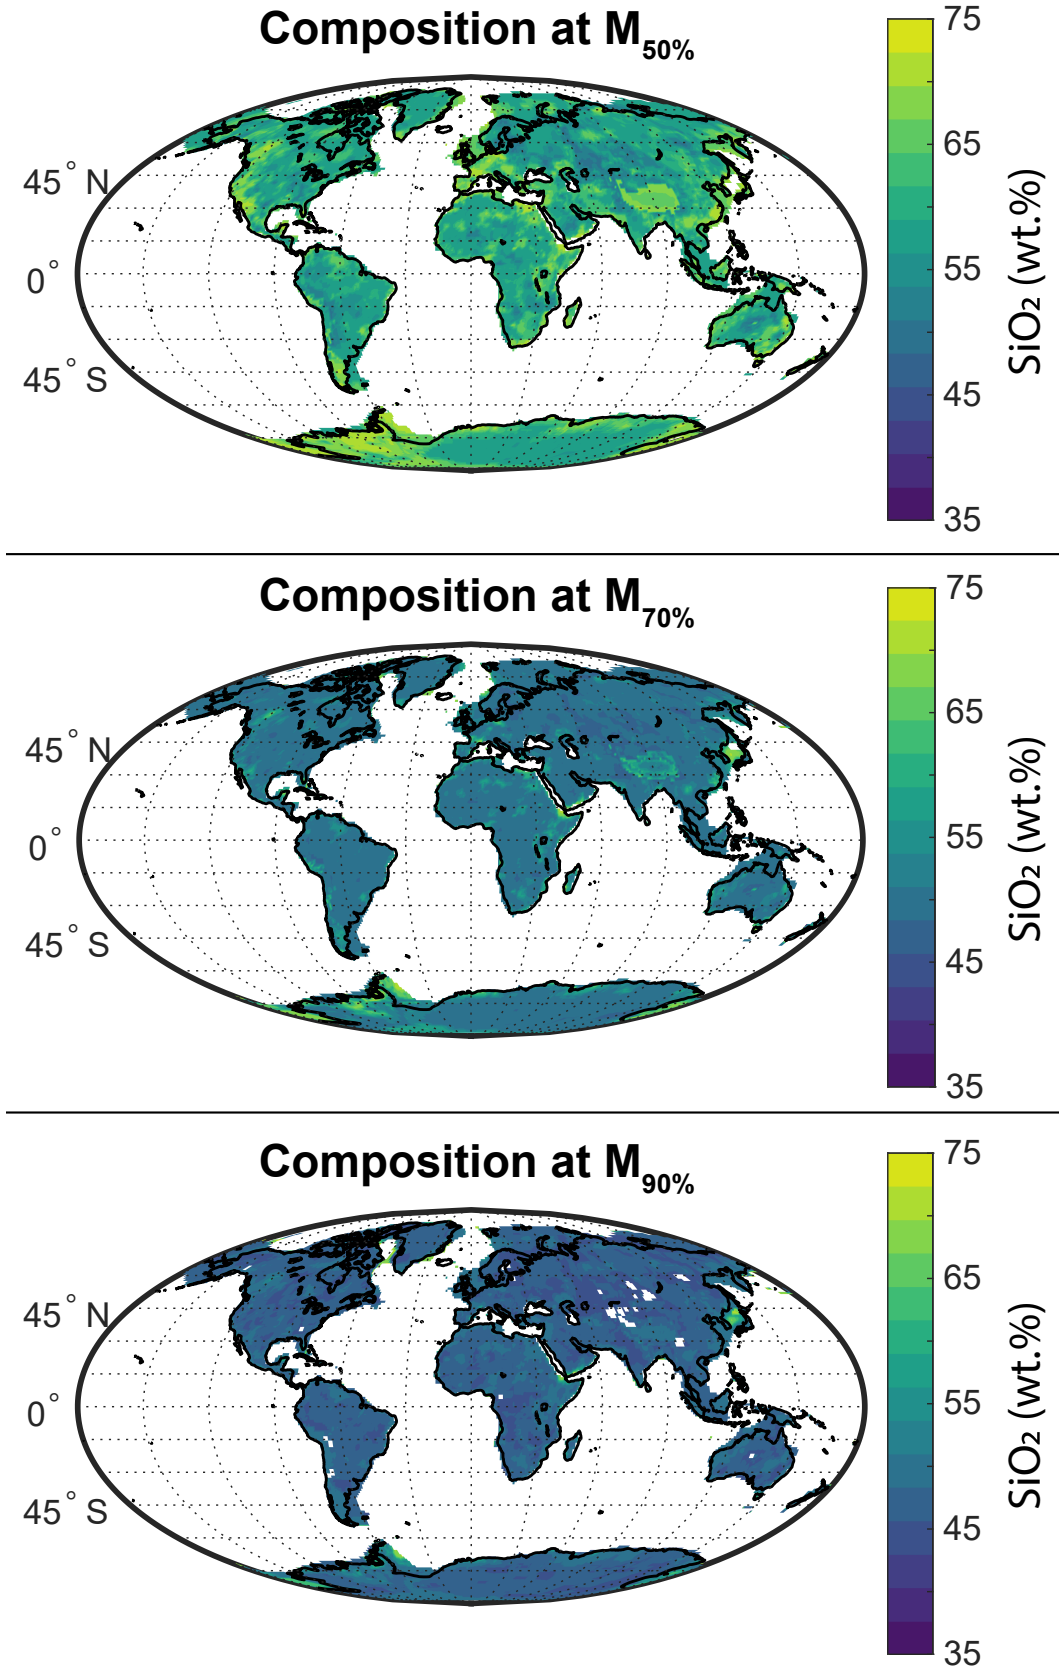 Composition at M50%
75
65
55
45
35
SiO₂ (wt.%)
45° N
0°
45° S
Composition at M70%
75
65
55
45
35
SiO₂ (wt.%)
45° N
0°
45° S
Composition at M90%
75
65
55
45
35
SiO₂ (wt.%)
45° N
0°
45° S